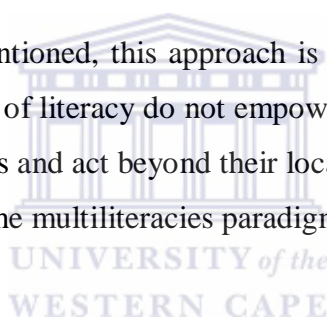 ntioned, this approach is
of literacy do not empow
s and act beyond their loca
he multiliteracies paradigm
UNIVERSITY of the
WESTERN CAPE